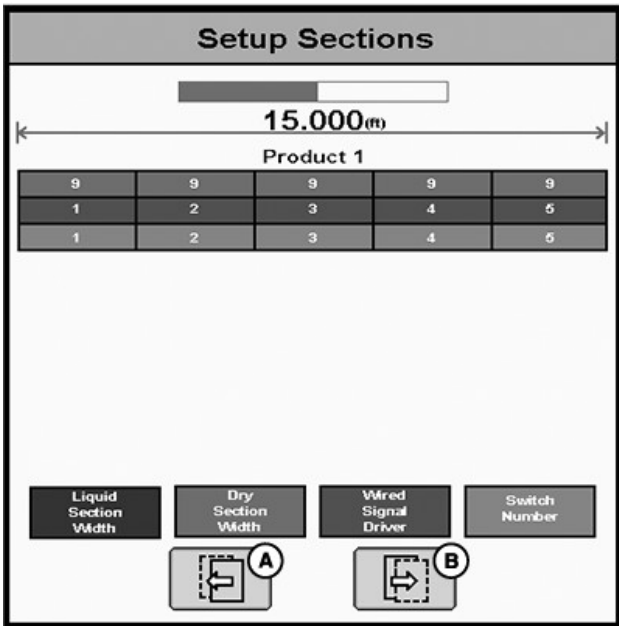 Setup Sections
15.000(ft)
Product 1
9 9 9 9 9
1 2 3 4 5
1 2 3 4 5
Liquid Section Width
Dry Section Width
Wired Signal Driver
Switch Number
A B